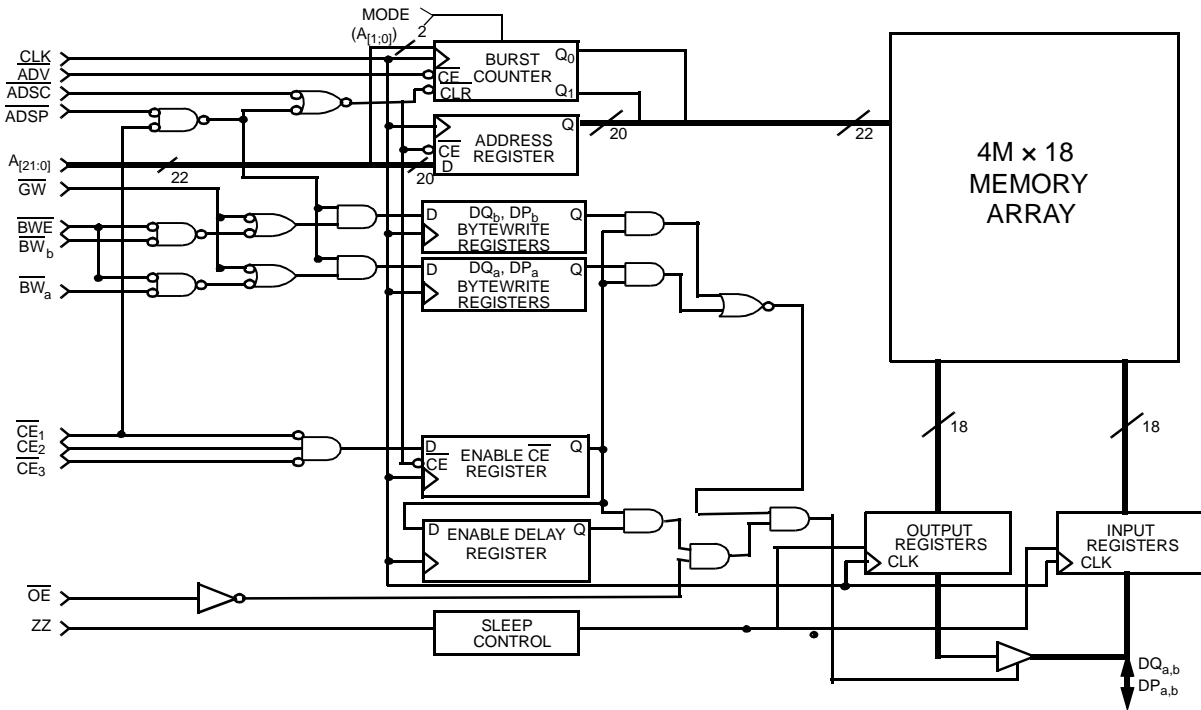 MODE
(A[1;0])
2
CLK
ADV
ADSC
ADSP
BURST
COUNTER
CE
CLR
Q0
Q1
ADDRESS
REGISTER
CE
D
Q
20
22
A[21:0]
22
20
GW
BWE
BWb
BWa
D
DQb, DPb
BYTEWRITE
REGISTERS
Q
D
DQa, DPa
BYTEWRITE
REGISTERS
Q
4M × 18
MEMORY
ARRAY
18
18
CE1
CE2
CE3
D
CE
ENABLE CE
REGISTER
Q
D
ENABLE DELAY
REGISTER
Q
OUTPUT
REGISTERS
CLK
INPUT
REGISTERS
CLK
OE
ZZ
SLEEP
CONTROL
DQa,b
DPa,b